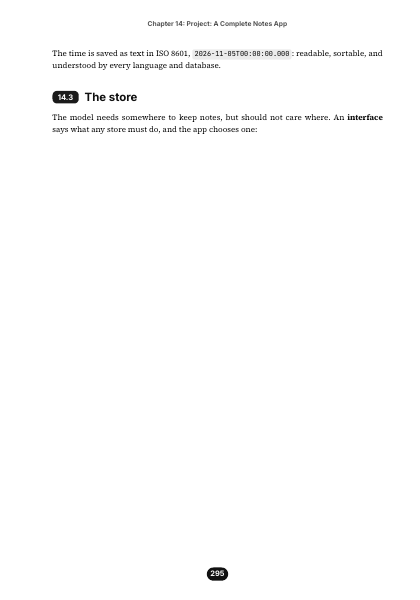 Chapter 14: Project: A Complete Notes App
The time is saved as text in ISO 8601, 2026-11-05T00:00:00.000: readable, sortable, and
understood by every language and database.
14.3 The store
The model needs somewhere to keep notes, but should not care where. An interface
says what any store must do, and the app chooses one:
295